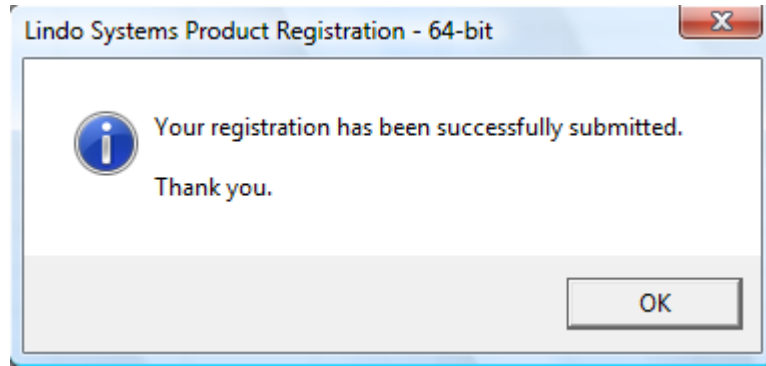 Lindo Systems Product Registration - 64-bit
Your registration has been successfully submitted.
Thank you.
OK